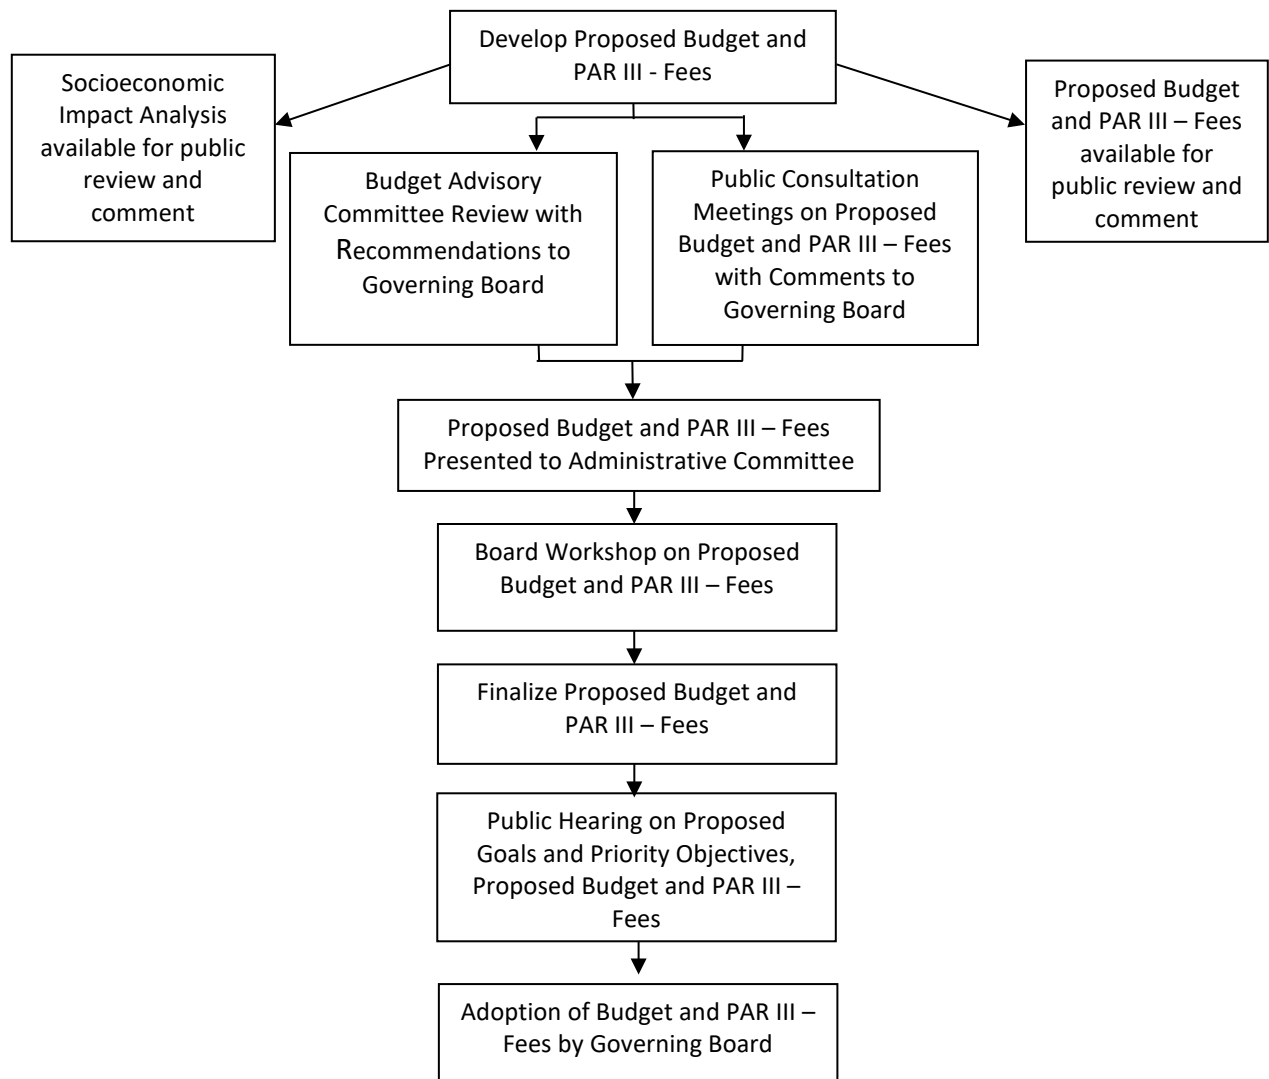 Develop Proposed Budget and
PAR III - Fees
Socioeconomic
Impact Analysis
available for public
review and
comment
Budget Advisory
Committee Review with
Recommendations to
Governing Board
Public Consultation
Meetings on Proposed
Budget and PAR III – Fees
with Comments to
Governing Board
Proposed Budget
and PAR III – Fees
available for
public review and
comment
Proposed Budget and PAR III – Fees
Presented to Administrative Committee
Board Workshop on Proposed
Budget and PAR III – Fees
Finalize Proposed Budget and
PAR III – Fees
Public Hearing on Proposed
Goals and Priority Objectives,
Proposed Budget and PAR III –
Fees
Adoption of Budget and PAR III –
Fees by Governing Board